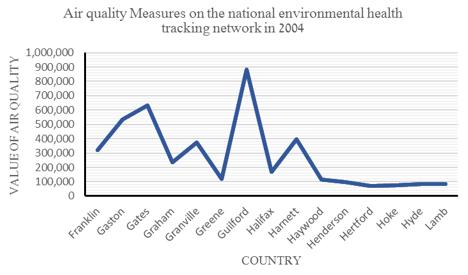 Air quality Measures on the national environmental health
tracking network in 2004
VALUE OF AIR QUALITY
1,000,000
900,000
800,000
700,000
600,000
500,000
400,000
300,000
200,000
100,000
0
Franklin
Gaston
Gates
Graham
Granville
Greene
Guilford
Halifax
Harnett
Haywood
Henderson
Hertford
Hoke
Hyde
Lamb
COUNTRY